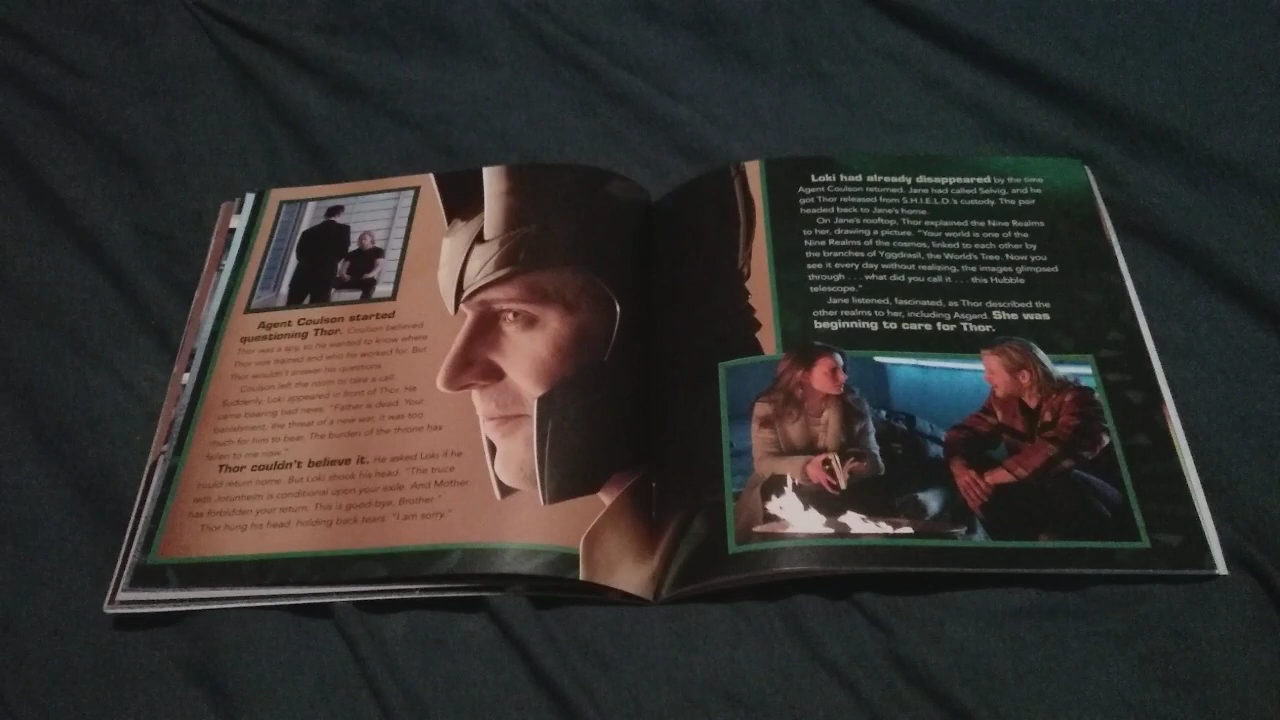 Agent Coulson started
questioning Thor. Coulson believed
Thor was a spy, so he wanted to know where
Thor was trained and who he worked for. But
Thor wouldn't answer no questions.
Coulson left the room to take a call.
Suddenly, Loki appeared in front of Thor. He
came bearing bad news. "Father is dead. Your
banishment, the threat of a new war, it was too
much for him to bear. The burden of the throne has
fallen to me now."
Thor couldn't believe it. He asked Loki if he
could return home. But Loki shook his head. "The truce
with Jotunheim is conditional upon your exile. And Mother
has forbidden your return. This is good-bye, Brother."
Thor hung his head, holding back tears. "I am sorry."
Loki had already disappeared by the time
Agent Coulson returned. Jane had called Selvig, and he
got Thor released from S.H.I.E.L.D.'s custody. The pair
headed back to Jane's home.
On Jane's rooftop, Thor explained the Nine Realms
to her, drawing a picture. "Your world is one of the
Nine Realms of the cosmos, linked to each other by
the branches of Yggdrasil, the World's Tree. Now you
see it every day without realizing, the images glimpsed
through . . . what did you call it . . . this Hubble
telescope."
Jane listened, fascinated, as Thor described the
other realms to her, including Asgard. She was
beginning to care for Thor.